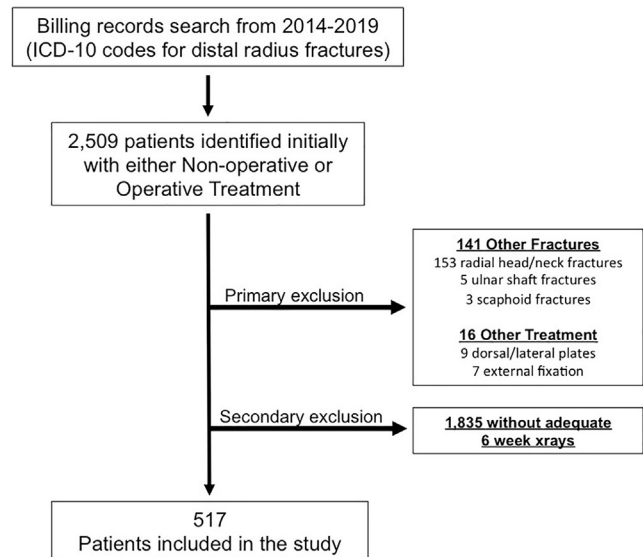 Billing records search from 2014-2019
(ICD-10 codes for distal radius fractures)
2,509 patients identified initially
with either Non-operative or
Operative Treatment
Primary exclusion
141 Other Fractures
153 radial head/neck fractures
5 ulnar shaft fractures
3 scaphoid fractures
16 Other Treatment
9 dorsal/lateral plates
7 external fixation
Secondary exclusion
1,835 without adequate
6 week xrays
517
Patients included in the study